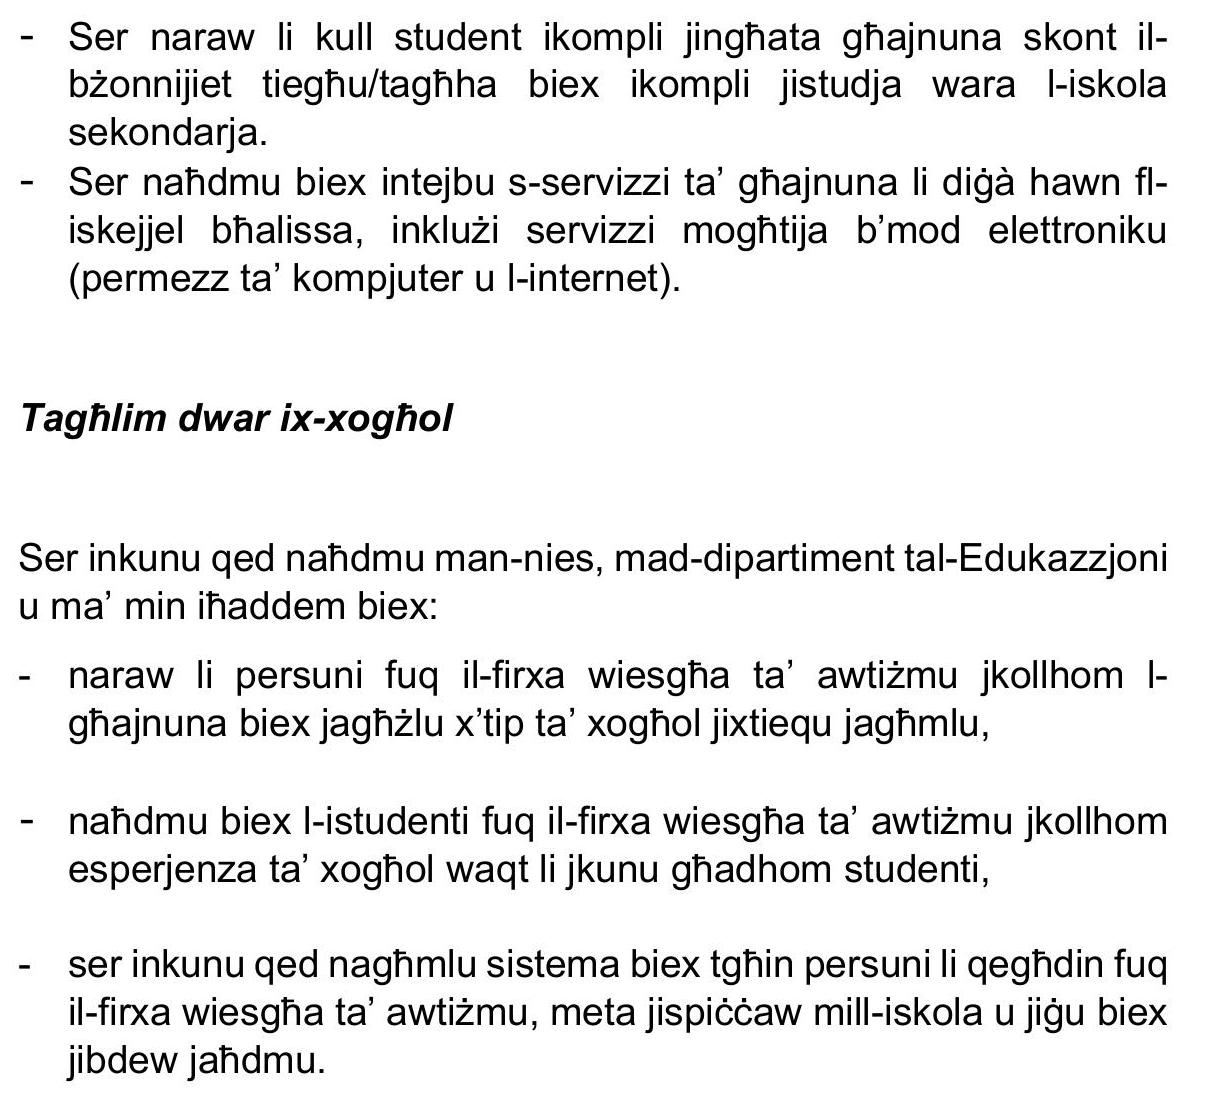 - Ser naraw li kull student ikompli jingħata għajnuna skont il-
bżonnijiet tiegħu/tagħha biex ikompli jistudja wara l-iskola
sekondarja.
- Ser naħdmu biex intejbu s-servizzi ta’ għajnuna li diġà hawn fl-
iskejjel bħalissa, inklużi servizzi mogħtija b’mod elettroniku
(permezz ta’ kompjuter u l-internet).
Tagħlim dwar ix-xogħol
Ser inkunu qed naħdmu man-nies, mad-dipartiment tal-Edukazzjoni
u ma’ min iħaddem biex:
- naraw li persuni fuq il-firxa wiesgħa ta’ awtiżmu jkollhom l-
għajnuna biex jagħżlu x’tip ta’ xogħol jixtiequ jagħmlu,
- naħdmu biex l-istudenti fuq il-firxa wiesgħa ta’ awtiżmu jkollhom
esperjenza ta’ xogħol waqt li jkunu għadhom studenti,
- ser inkunu qed nagħmlu sistema biex tgħin persuni li qegħdin fuq
il-firxa wiesgħa ta’ awtiżmu, meta jispiċċaw mill-iskola u jiġu biex
jibdew jaħdmu.